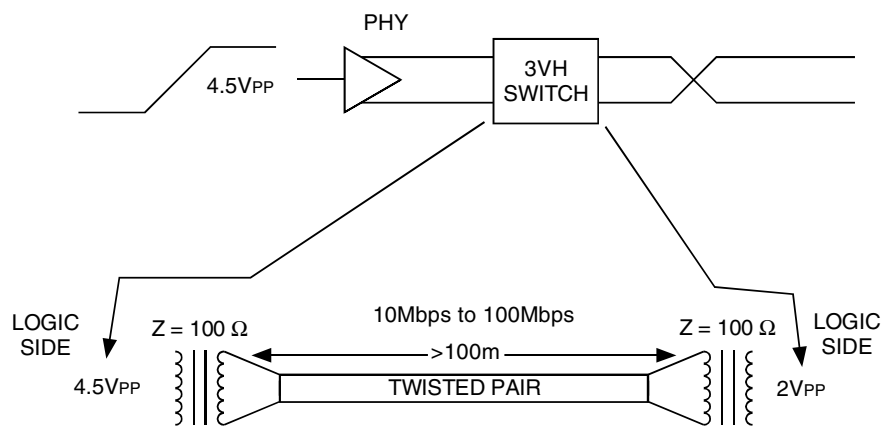 PHY
4.5VPP
3VH
SWITCH
LOGIC
SIDE
Z = 100 Ω
10Mbps to 100Mbps
Z = 100 Ω
LOGIC
SIDE
>100m
4.5VPP
TWISTED PAIR
2VPP